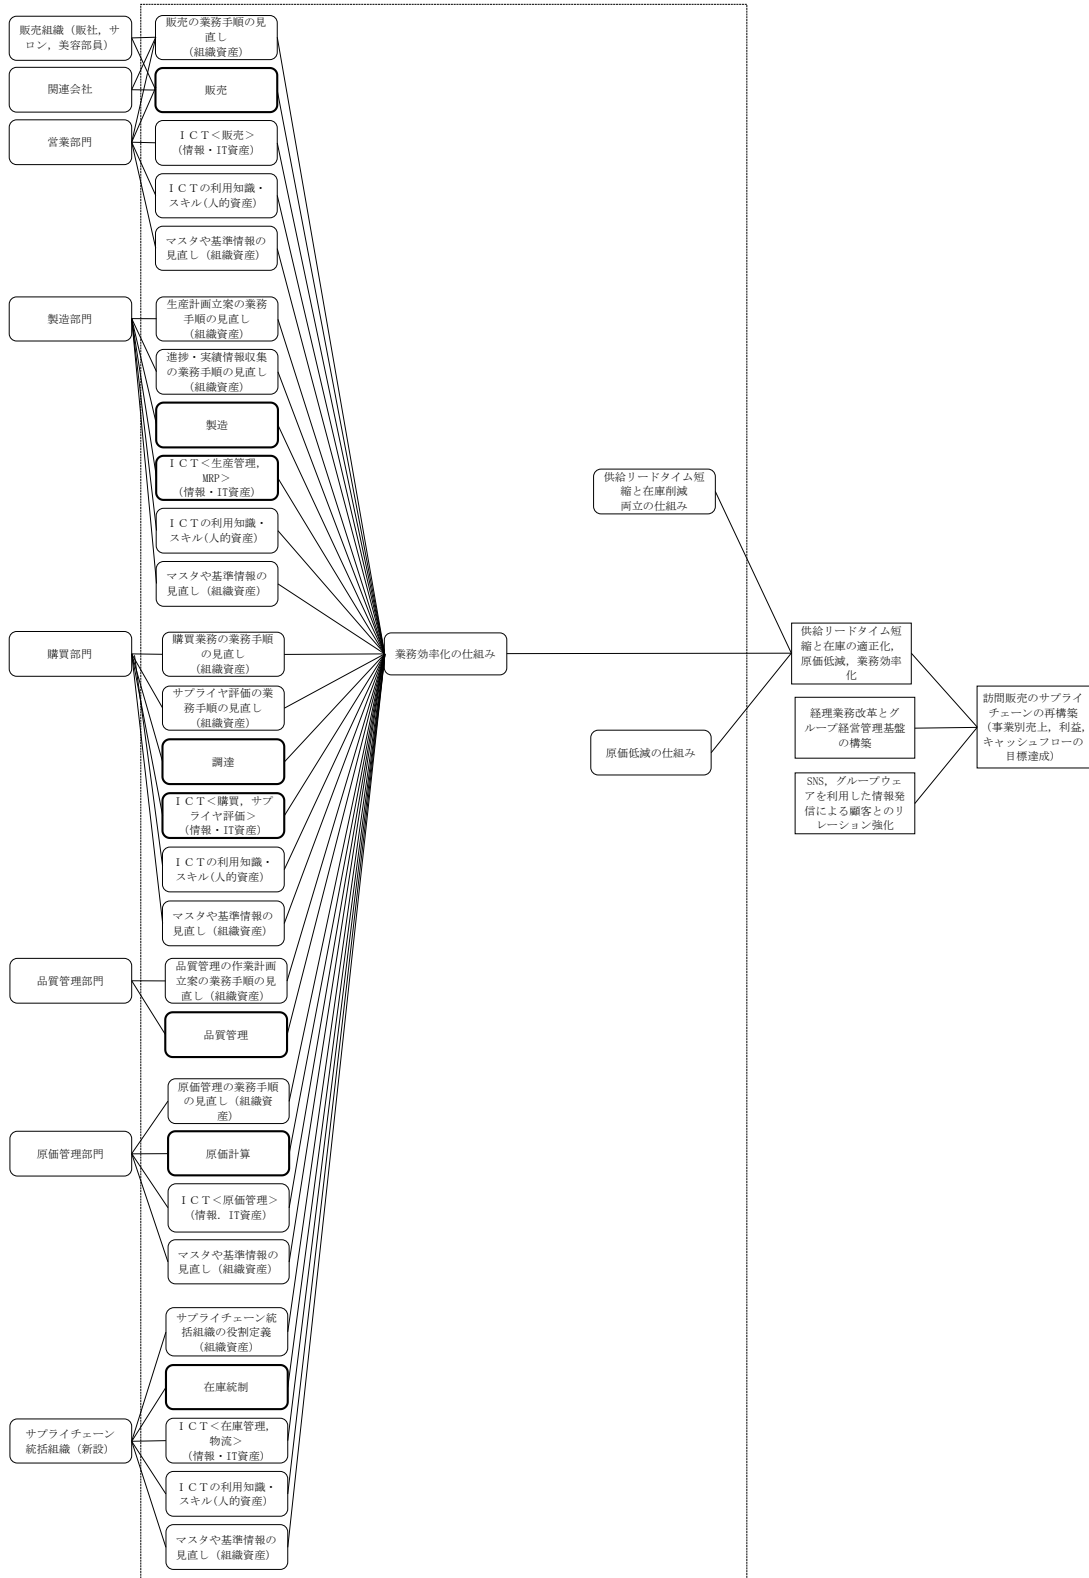 販売組織（販社，サ
ロン，美容部員）
関連会社
営業部門
販売の業務手順の見
直し
(組織資産)
販売
ＩＣＴ＜販売＞
(情報・IT資産)
ＩＣＴの利用知識・
スキル(人的資産)
マスタや基準情報の
見直し（組織資産）
製造部門
生産計画立案の業務
手順の見直し
(組織資産)
進捗・実績情報収集
の業務手順の見直し
（組織資産）
製造
ＩＣＴ＜生産管理，
MRP＞
(情報・IT資産)
ＩＣＴの利用知識・
スキル(人的資産)
マスタや基準情報の
見直し（組織資産）
購買部門
購買業務の業務手順
の見直し
(組織資産)
サプライヤ評価の業
務手順の見直し
(組織資産)
調達
ＩＣＴ＜購買，サプ
ライヤ評価＞
(情報・IT資産)
ＩＣＴの利用知識・
スキル(人的資産)
マスタや基準情報の
見直し（組織資産）
品質管理部門
品質管理の作業計画
立案の業務手順の見
直し（組織資産）
品質管理
原価管理部門
原価管理の業務手順
の見直し（組織資
産）
原価計算
ＩＣＴ＜原価管理＞
(情報．IT資産)
マスタや基準情報の
見直し（組織資産）
サプライチェーン
統括組織（新設）
サプライチェーン統
括組織の役割定義
(組織資産)
在庫統制
ＩＣＴ＜在庫管理，
物流＞
(情報・IT資産)
ＩＣＴの利用知識・
スキル(人的資産)
マスタや基準情報の
見直し（組織資産）
業務効率化の仕組み
供給リードタイム短
縮と在庫削減
両立の仕組み
原価低減の仕組み
供給リードタイム短
縮と在庫の適正化，
原価低減，業務効率
化
経理業務改革とグ
ループ経営管理基盤
の構築
SNS，グループウェ
アを利用した情報発
信による顧客とのリ
レーション強化
訪問販売のサプライ
チェーンの再構築
（事業別売上，利益，
キャッシュフローの
目標達成）